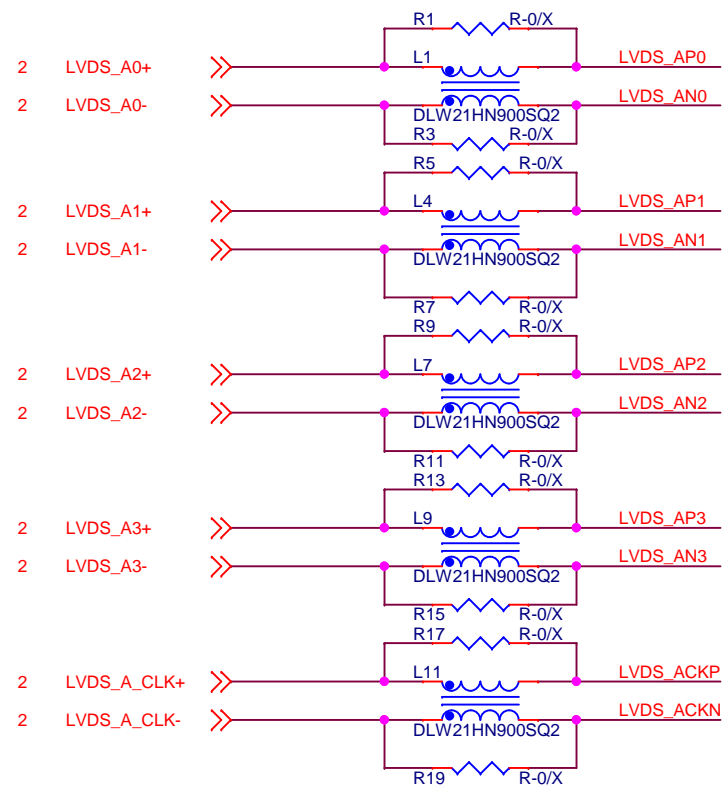 R1 R-0/X
2 LVDS_A0+ L1 LVDS_AP0
2 LVDS_A0- LVDS_AN0
DLW21HN900SQ2
R3 R-0/X
R5 R-0/X
2 LVDS_A1+ L4 LVDS_AP1
2 LVDS_A1- LVDS_AN1
DLW21HN900SQ2
R7 R-0/X
R9 R-0/X
2 LVDS_A2+ L7 LVDS_AP2
2 LVDS_A2- LVDS_AN2
DLW21HN900SQ2
R11 R-0/X
R13 R-0/X
2 LVDS_A3+ L9 LVDS_AP3
2 LVDS_A3- LVDS_AN3
DLW21HN900SQ2
R15 R-0/X
R17 R-0/X
2 LVDS_A_CLK+ L11 LVDS_ACKP
2 LVDS_A_CLK- LVDS_ACKN
DLW21HN900SQ2
R19 R-0/X